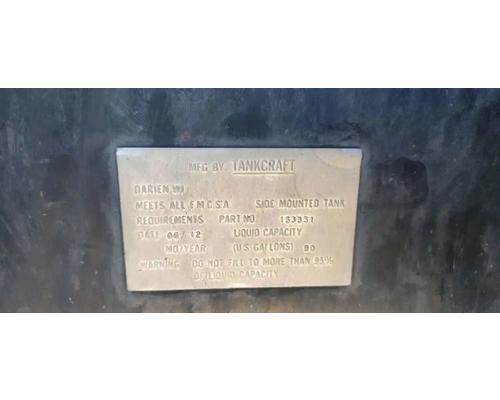 MFG BY. TANKCRAFT
DARIEN WI
MEETS ALL F.M.C.S.A. SIDE MOUNTED TANK
REQUIREMENTS PART NO. 133331
DATE 06/12 LIQUID CAPACITY
MO/YEAR (U.S GALLONS) 90
WARNING DO NOT FILL TO MORE THAN 95%
OF LIQUID CAPACITY